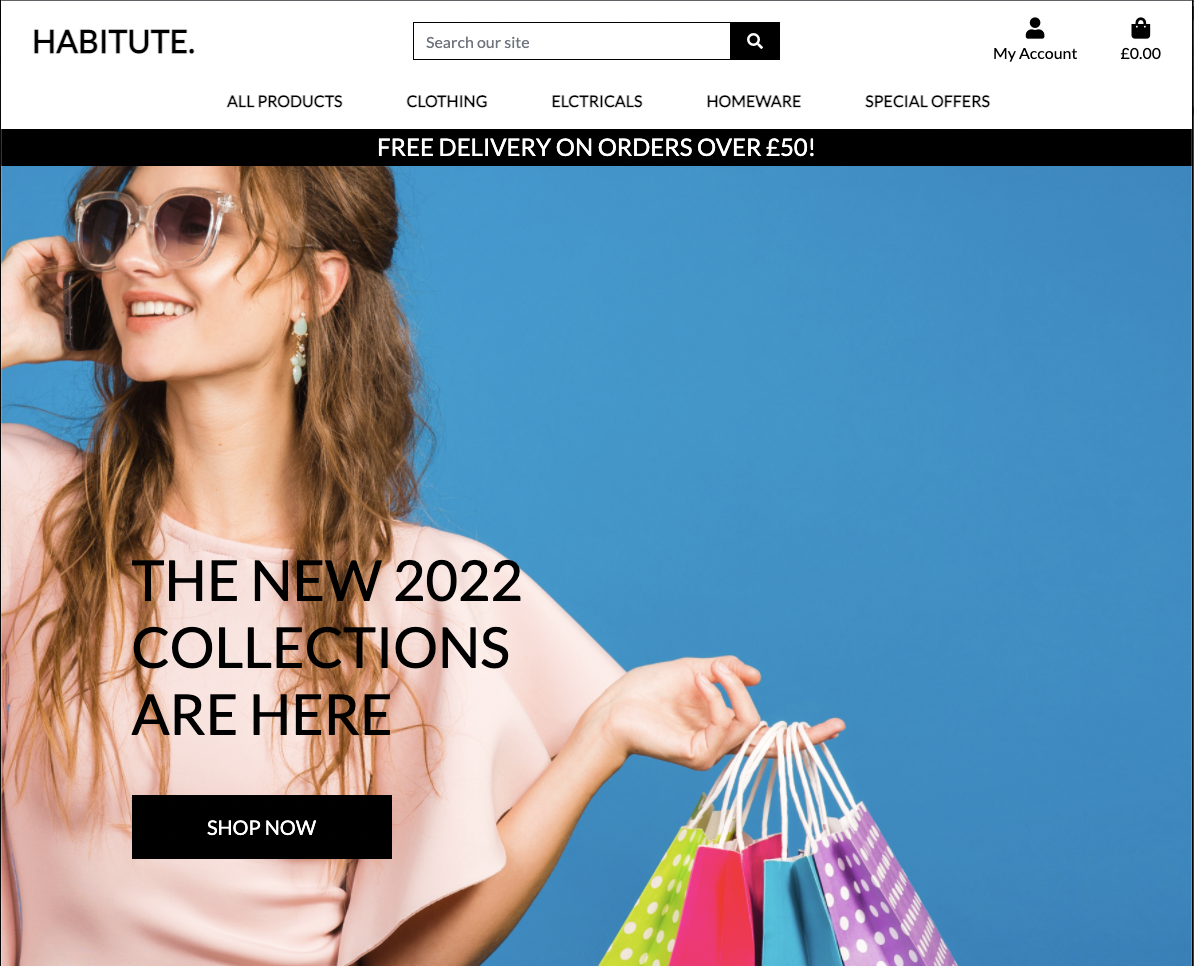 HABITUTE.
Search our site
My Account
£0.00
ALL PRODUCTS
CLOTHING
ELCTRICALS
HOMEWARE
SPECIAL OFFERS
FREE DELIVERY ON ORDERS OVER £50!
THE NEW 2022
COLLECTIONS
ARE HERE
SHOP NOW